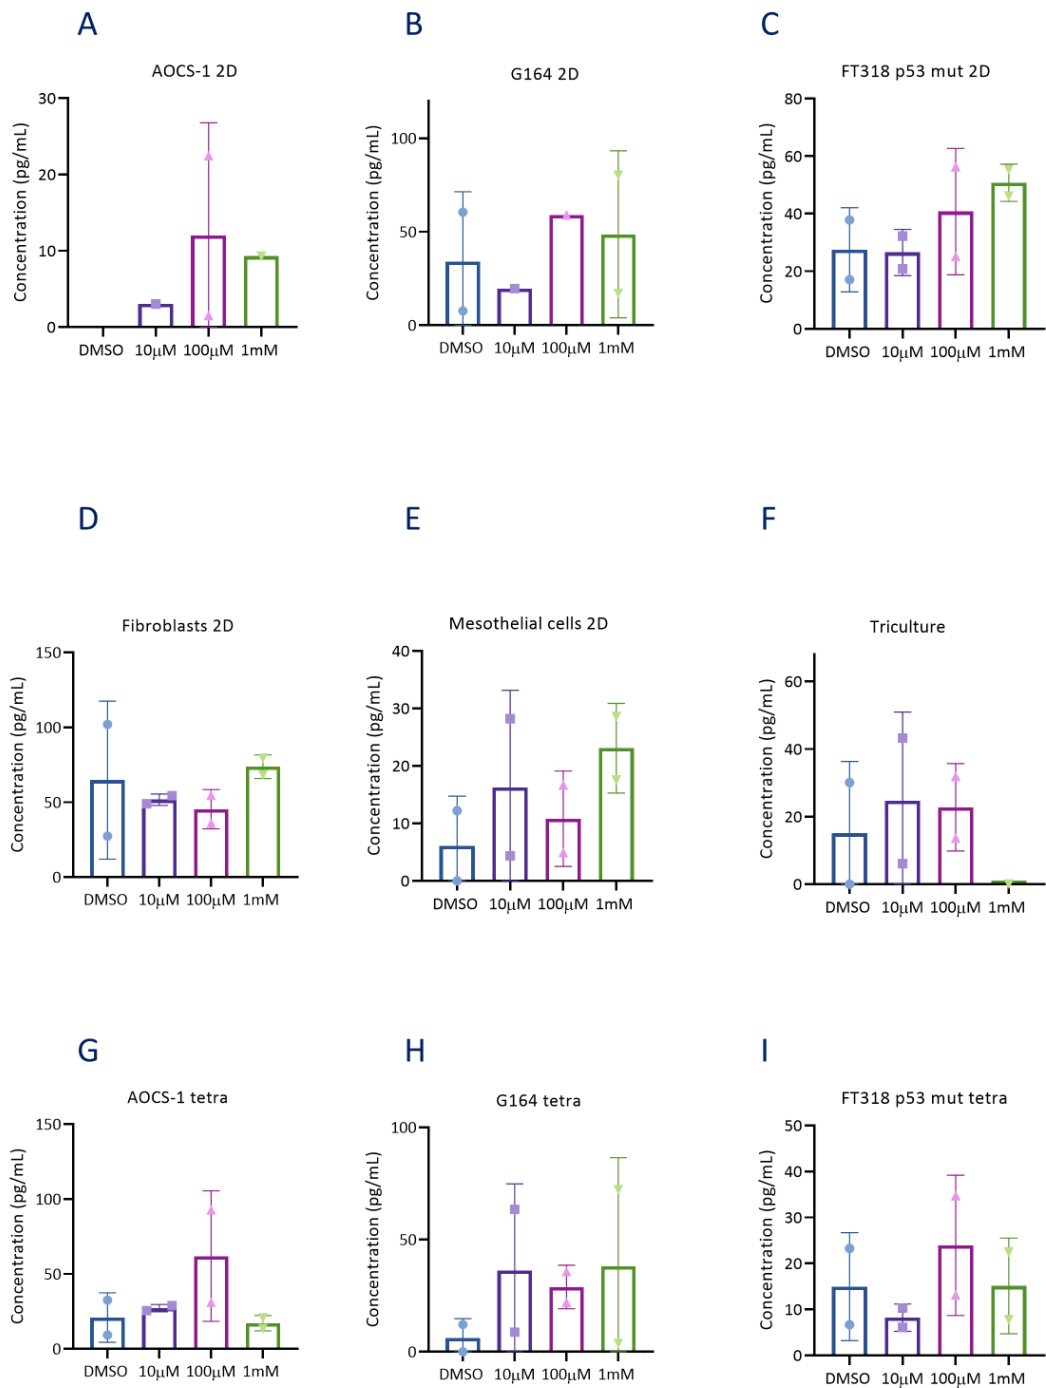 A
B
C
AOCS-1 2D
G164 2D
FT318 p53 mut 2D
Concentration (pg/mL)
30
20
10
0
DMSO 10µM 100µM 1mM
Concentration (pg/mL)
100
50
0
DMSO 10µM 100µM 1mM
Concentration (pg/mL)
80
60
40
20
0
DMSO 10µM 100µM 1mM
D
E
F
Fibroblasts 2D
Mesothelial cells 2D
Triculture
Concentration (pg/mL)
150
100
50
0
DMSO 10µM 100µM 1mM
Concentration (pg/mL)
40
30
20
10
0
DMSO 10µM 100µM 1mM
Concentration (pg/mL)
60
40
20
0
DMSO 10µM 100µM 1mM
G
H
I
AOCS-1 tetra
G164 tetra
FT318 p53 mut tetra
Concentration (pg/mL)
150
100
50
0
DMSO 10µM 100µM 1mM
Concentration (pg/mL)
100
50
0
DMSO 10µM 100µM 1mM
Concentration (pg/mL)
50
40
30
20
10
0
DMSO 10µM 100µM 1mM